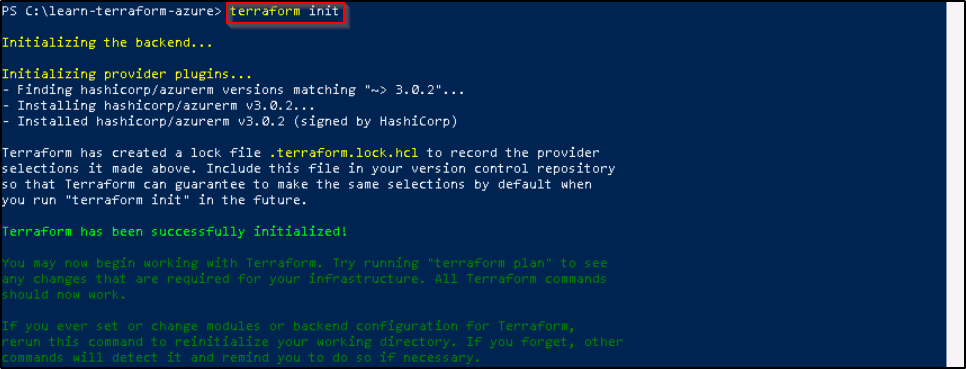 PS C:\learn-terraform-azure> terraform init
Initializing the backend...
Initializing provider plugins...
- Finding hashicorp/azurerm versions matching "~> 3.0.2"...
- Installing hashicorp/azurerm v3.0.2...
- Installed hashicorp/azurerm v3.0.2 (signed by HashiCorp)
Terraform has created a lock file .terraform.lock.hcl to record the provider
selections it made above. Include this file in your version control repository
so that Terraform can guarantee to make the same selections by default when
you run "terraform init" in the future.
Terraform has been successfully initialized!
You may now begin working with Terraform. Try running "terraform plan" to see
any changes that are required for your infrastructure. All Terraform commands
should now work.
If you ever set or change modules or backend configuration for Terraform,
rerun this command to reinitialize your working directory. If you forget, other
commands will detect it and remind you to do so if necessary.